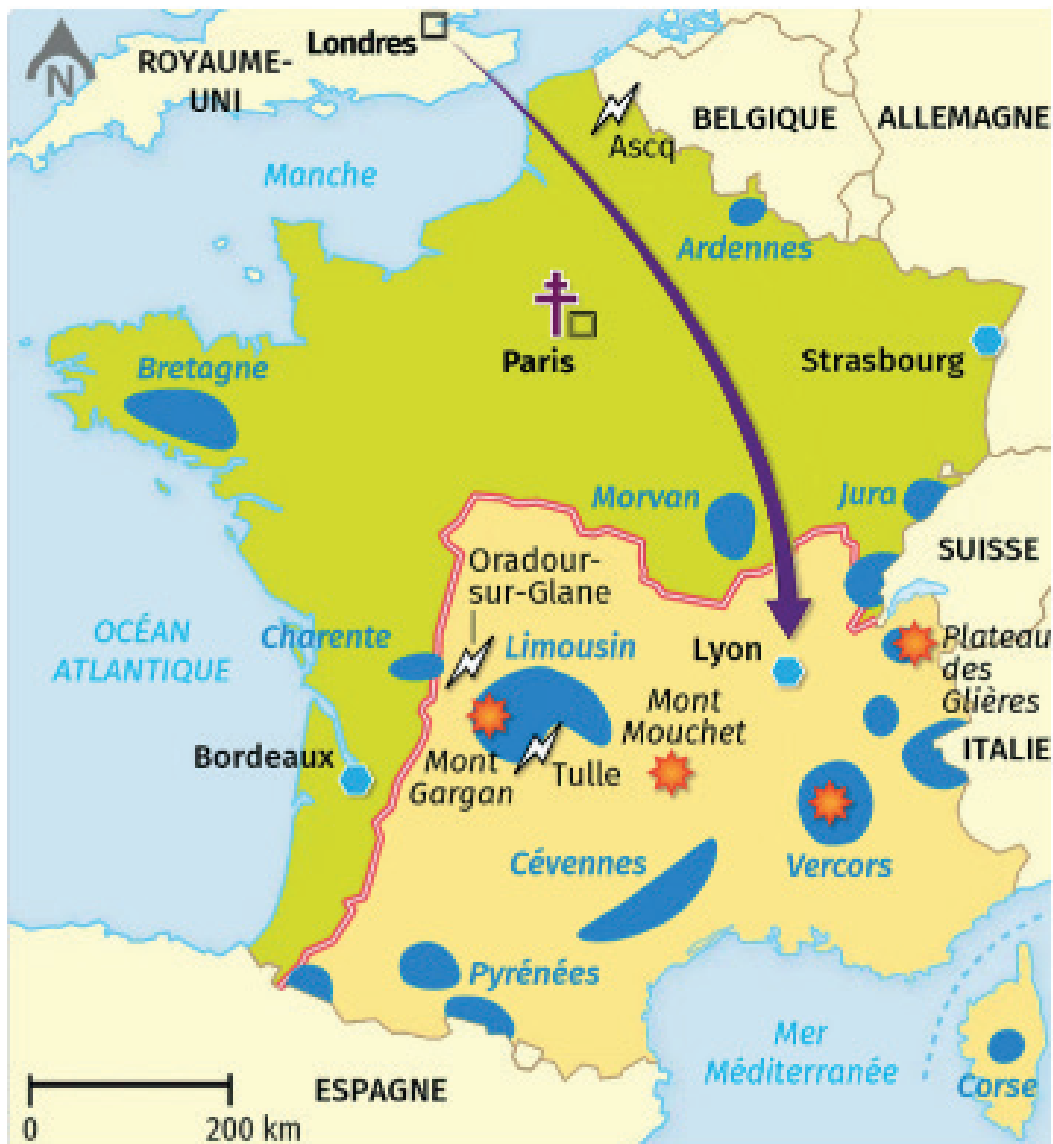 N
ROYAUME-
UNI
Londres
BELGIQUE
ALLEMAGNE
Ascq
Manche
Ardennes
Paris
Strasbourg
Bretagne
Morvan
Jura
SUISSE
Oradour-
sur-Glane
OCÉAN
ATLANTIQUE
Charente
Limousin
Lyon
Plateau
des
Glières
Mont
Mouchet
Bordeaux
Mont
Gargan
Tulle
ITALIE
Cévennes
Vercors
Pyrénées
Mer
Méditerranée
Corse
ESPAGNE
0
200 km